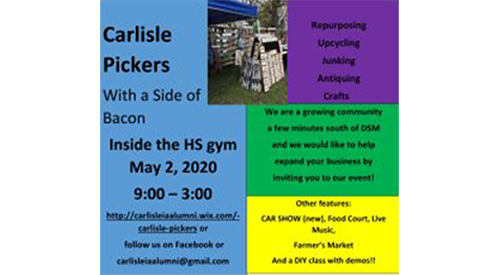 Carlisle
Pickers
With a Side of
Bacon
Inside the HS gym
May 2, 2020
9:00 – 3:00
http://carlisleiaalumni.wix.com/-
carlisle-pickers or
follow us on Facebook or
carlisleiaalumni@gmail.com
Repurposing
Upcycling
Junking
Antiquing
Crafts
We are a growing community
a few minutes south of DSM
and we would like to help
expand your business by
inviting you to our event!
Other features:
CAR SHOW (new), Food Court, Live
Music,
Farmer's Market
And a DIY class with demos!!